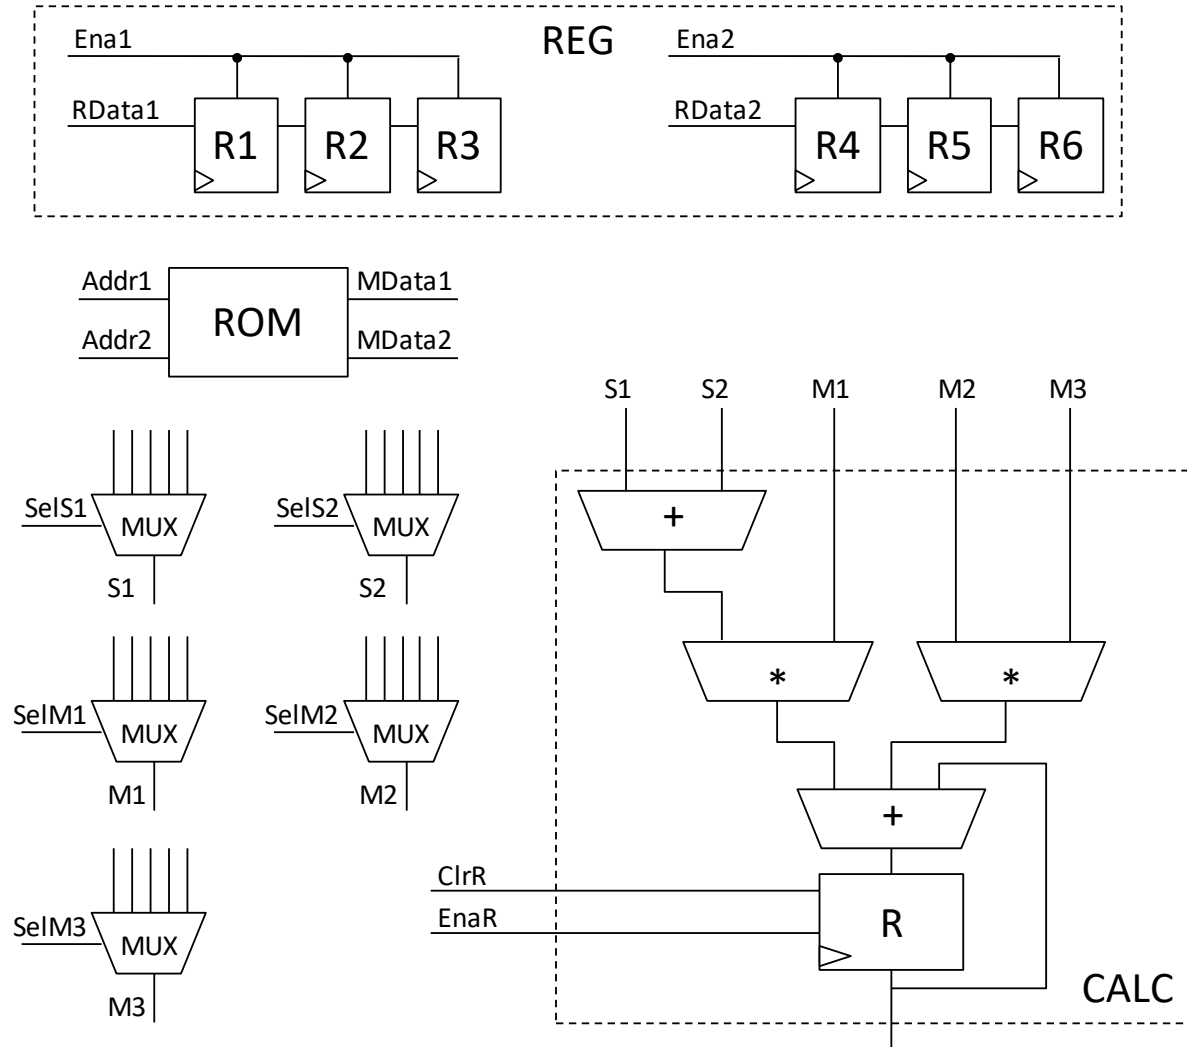 Ena1
REG
Ena2
RData1
RData2
R1
R2
R3
R4
R5
R6
Addr1
MData1
ROM
Addr2
MData2
S1
S2
M1
M2
M3
SelS1
MUX
S1
SelS2
MUX
S2
+
SelM1
MUX
M1
SelM2
MUX
M2
*
*
+
SelM3
MUX
M3
ClrR
EnaR
R
CALC